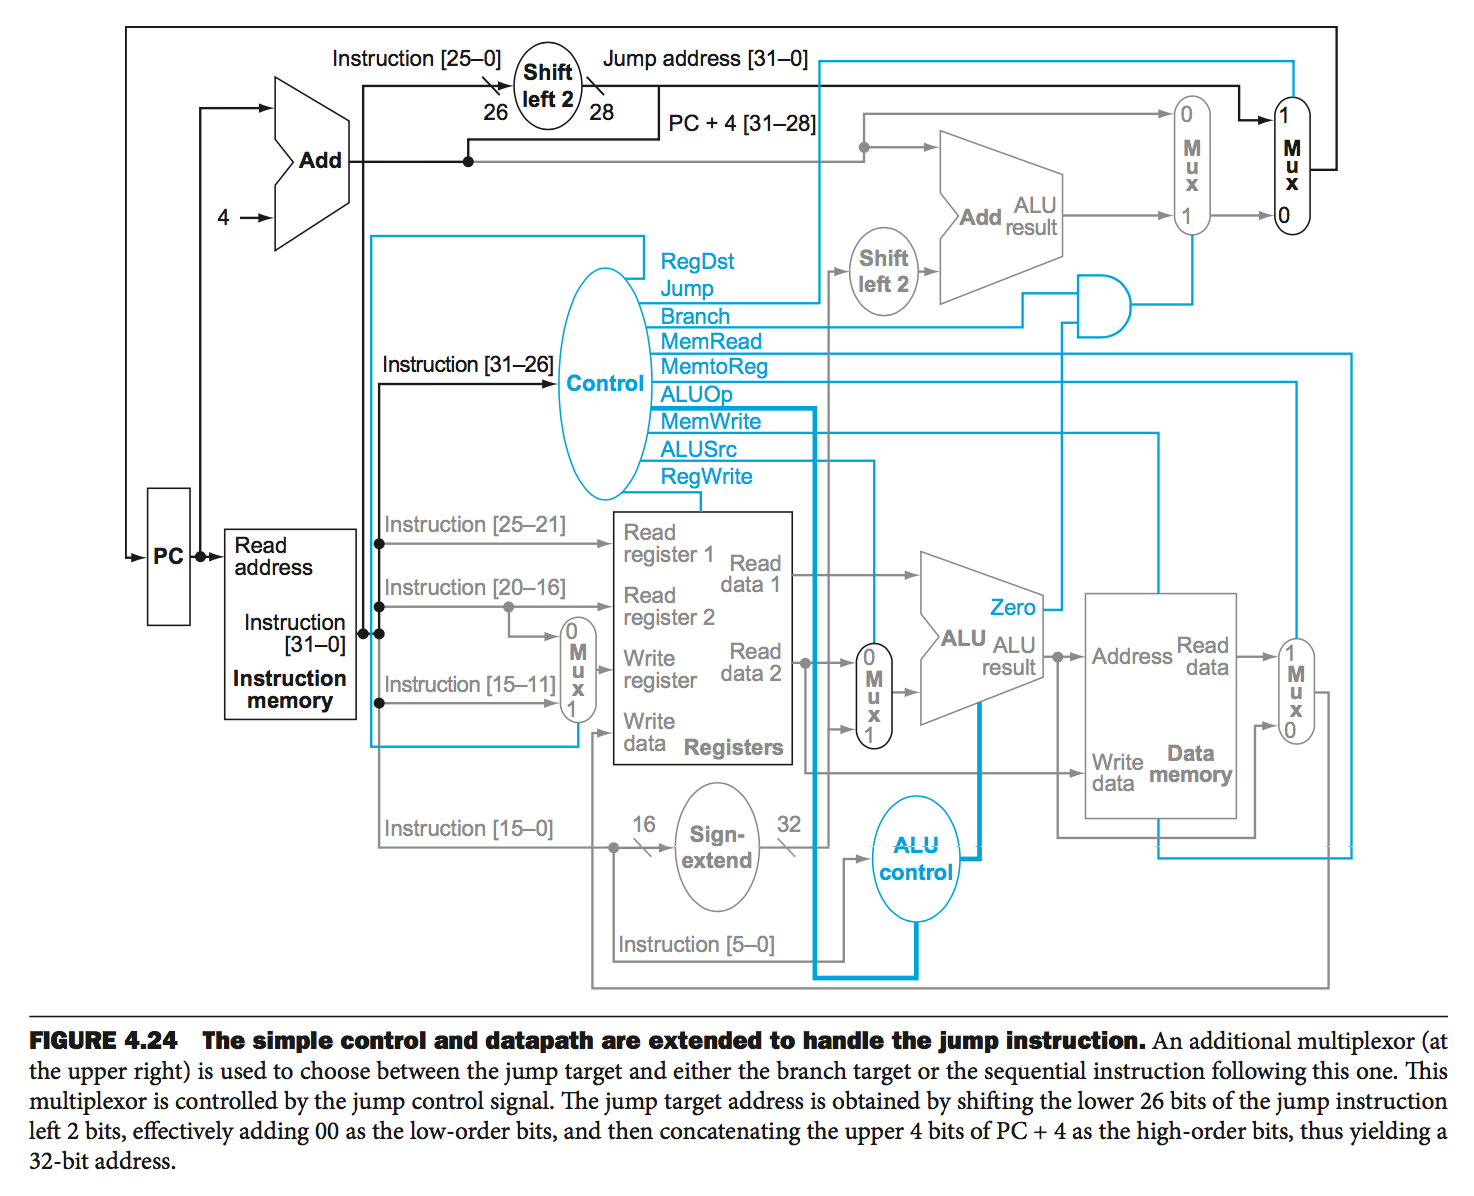 Instruction [25–0]
Shift
left 2
Jump address [31–0]
26
28
PC + 4 [31–28]
Add
4
0
M
u
x
1
1
M
u
x
0
Add
ALU
result
Shift
left 2
RegDst
Jump
Branch
MemRead
MemtoReg
ALUOp
MemWrite
ALUSrc
RegWrite
Instruction [31–26]
Control
PC
Read
address
Instruction
[31–0]
Instruction
memory
Instruction [25–21]
Instruction [20–16]
Instruction [15–11]
0
M
u
x
1
Read
register 1
Read
register 2
Write
register
Write
data
Read
data 1
Read
data 2
Registers
0
M
u
x
1
Zero
ALU
ALU
result
Address
Read
data
Write
data
Data
memory
1
M
u
x
0
Instruction [15–0]
16
Sign-
extend
32
ALU
control
Instruction [5–0]
FIGURE 4.24 The simple control and datapath are extended to handle the jump instruction. An additional multiplexor (at
the upper right) is used to choose between the jump target and either the branch target or the sequential instruction following this one. This
multiplexor is controlled by the jump control signal. The jump target address is obtained by shifting the lower 26 bits of the jump instruction
left 2 bits, effectively adding 00 as the low-order bits, and then concatenating the upper 4 bits of PC + 4 as the high-order bits, thus yielding a
32-bit address.